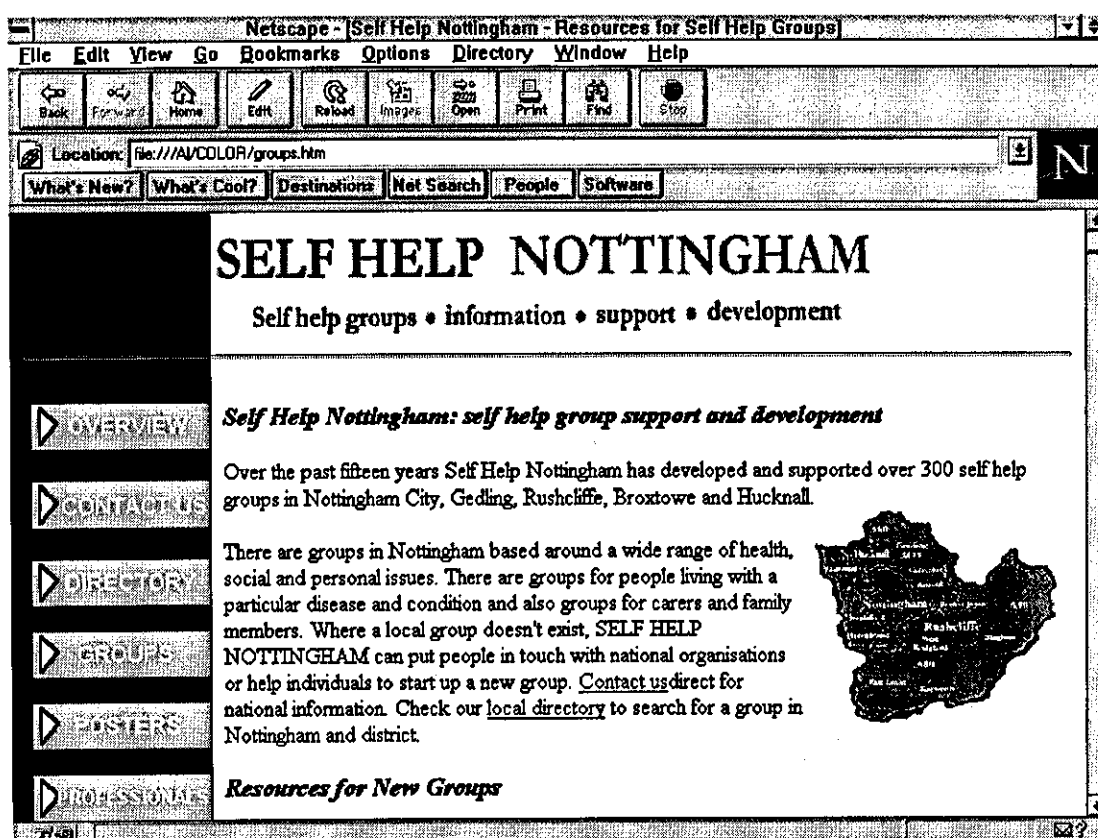 Netscape - [Self Help Nottingham - Resources for Self Help Groups]
File Edit View Go Bookmarks Options Directory Window Help
Back Forward Home Edit Reload Images Open Print Find Stop
Location: file:///A|/COLOR/groups.htm
N
What's New? What's Cool? Destinations Net Search People Software
SELF HELP NOTTINGHAM
Self help groups • information • support • development
OVERVIEW
CONTACT US
DIRECTORY
GROUPS
POSTERS
PROFESSIONALS
Self Help Nottingham: self help group support and development
Over the past fifteen years Self Help Nottingham has developed and supported over 300 self help
groups in Nottingham City, Gedling, Rushcliffe, Broxtowe and Hucknall.
There are groups in Nottingham based around a wide range of health,
social and personal issues. There are groups for people living with a
particular disease and condition and also groups for carers and family
members. Where a local group doesn't exist, SELF HELP
NOTTINGHAM can put people in touch with national organisations
or help individuals to start up a new group. Contact usdirect for
national information. Check our local directory to search for a group in
Nottingham and district.
Nottingham
Rushcliffe
Resources for New Groups